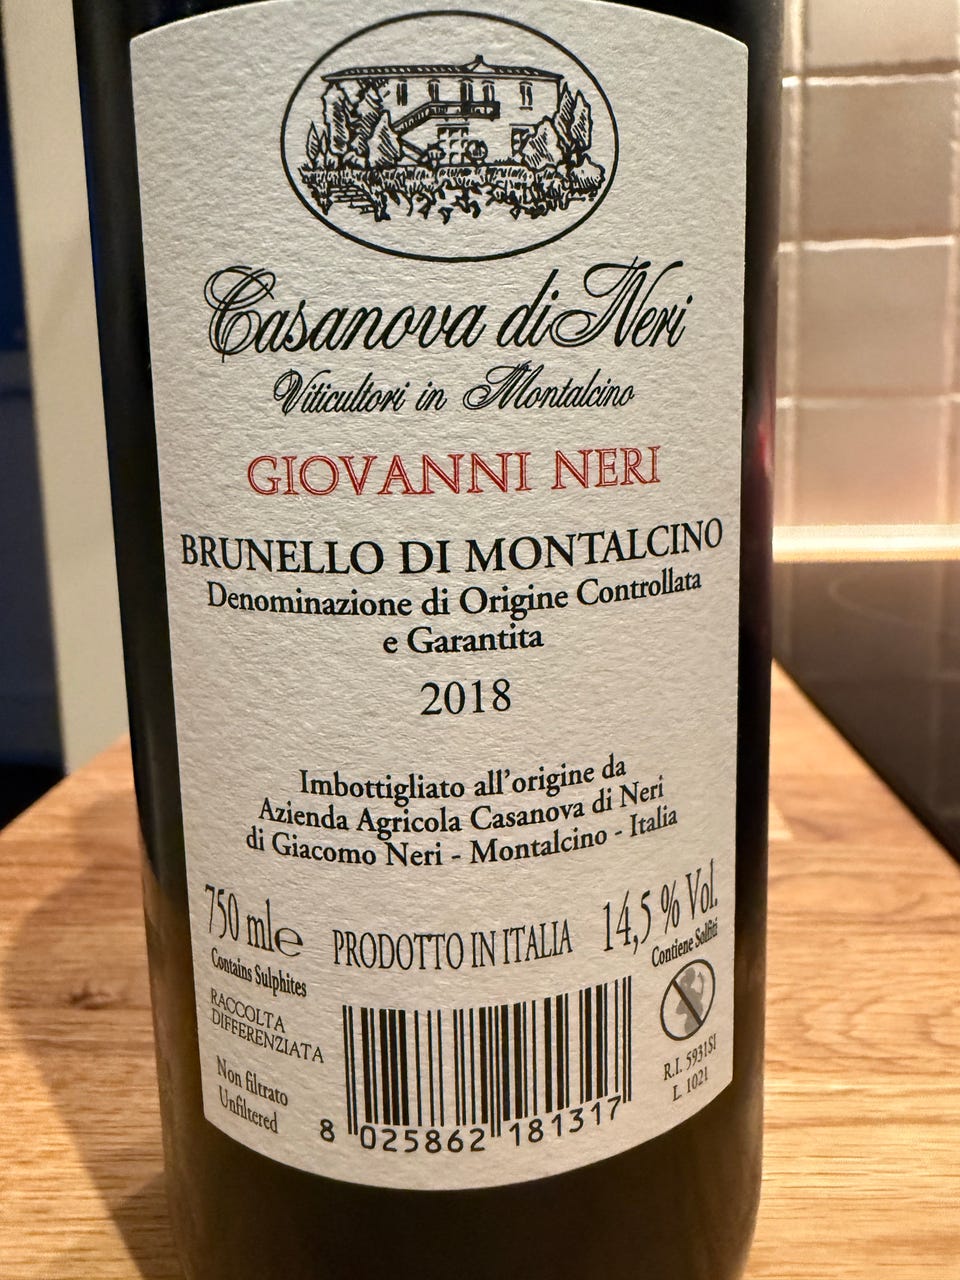 Casanova di Neri
Viticultori in Montalcino
GIOVANNI NERI
BRUNELLO DI MONTALCINO
Denominazione di Origine Controllata
e Garantita
2018
Imbottigliato all'origine da
Azienda Agricola Casanova di Neri
di Giacomo Neri - Montalcino - Italia
750 ml e
Contains Sulphites
PRODOTTO IN ITALIA
14,5 % Vol.
Contiene Solfiti
RACCOLTA
DIFFERENZIATA
Non filtrato
Unfiltered
R.I. 5931SI
L. 1021
8 025862 181317